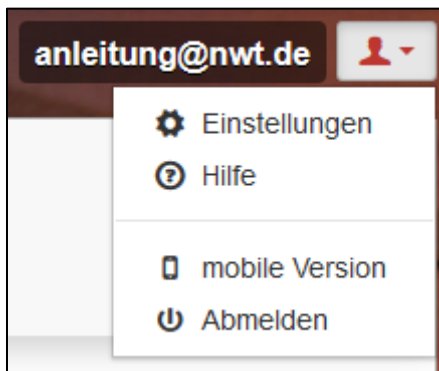 anleitung@nwt.de
Einstellungen
Hilfe
mobile Version
Abmelden